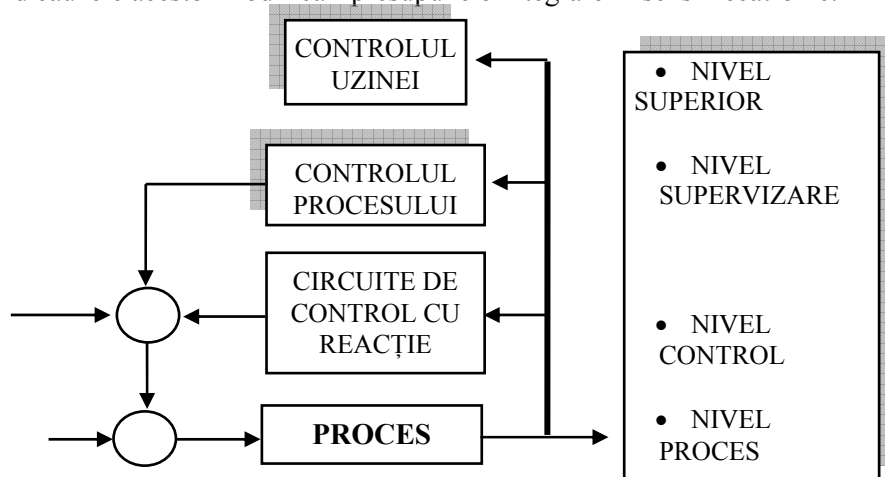 CONTROLUL
UZINEI
CONTROLUL
PROCESULUI
CIRCUITE DE
CONTROL CU
REACȚIE
PROCES
• NIVEL
SUPERIOR
• NIVEL
SUPERVIZARE
• NIVEL
CONTROL
• NIVEL
PROCES